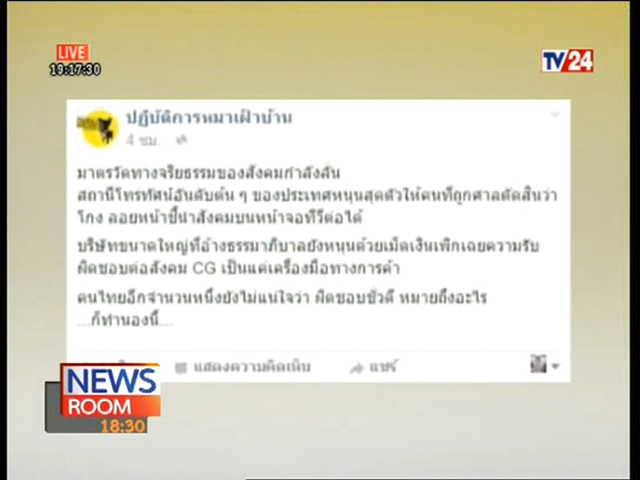 LIVE
19:17:30
TV24
ปฏิบัติการหมาเฝ้าบ้าน
4 ชม.
มาตรวัดทางจริยธรรมของสังคมกำลังสั่น
สถานีโทรทัศน์อันดับต้น ๆ ของประเทศหนุนสุดตัวให้คนที่ถูกศาลตัดสินว่า
โกง ลอยหน้าชี้นำสังคมบนหน้าจอทีวีต่อได้
บริษัทขนาดใหญ่ที่อ้างธรรมาภิบาลยังหนุนด้วยเม็ดเงินเพิกเฉยความรับ
ผิดชอบต่อสังคม CG เป็นแค่เครื่องมือทางการค้า
คนไทยอีกจำนวนหนึ่งยังไม่แน่ใจว่า ผิดชอบชั่วดี หมายถึงอะไร
...ก็ทำนองนี้...
แสดงความคิดเห็น แชร์
NEWS
ROOM
18:30